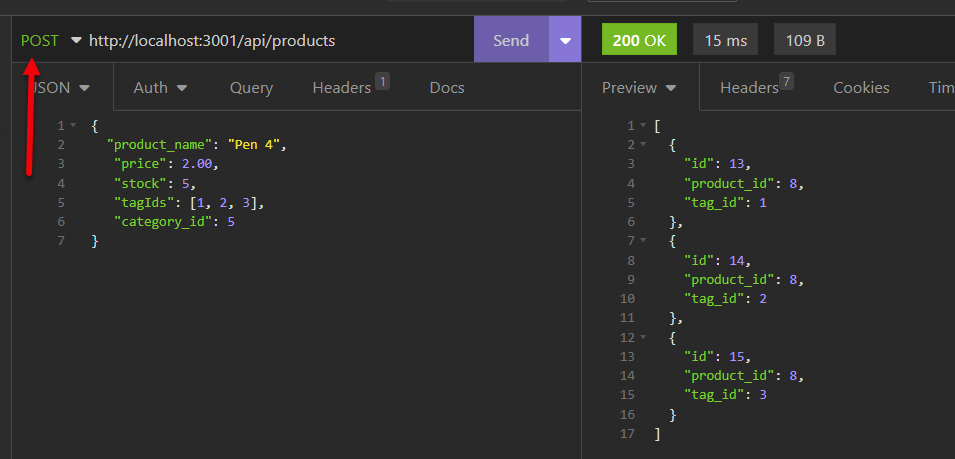 POST http://localhost:3001/api/products Send 200 OK 15 ms 109 B
JSON Auth Query Headers 1 Docs Preview Headers 7 Cookies Tim
1 {
2 "product_name": "Pen 4",
3 "price": 2.00,
4 "stock": 5,
5 "tagIds": [1, 2, 3],
6 "category_id": 5
7 }
1 [
2 {
3 "id": 13,
4 "product_id": 8,
5 "tag_id": 1
6 },
7 {
8 "id": 14,
9 "product_id": 8,
10 "tag_id": 2
11 },
12 {
13 "id": 15,
14 "product_id": 8,
15 "tag_id": 3
16 }
17 ]